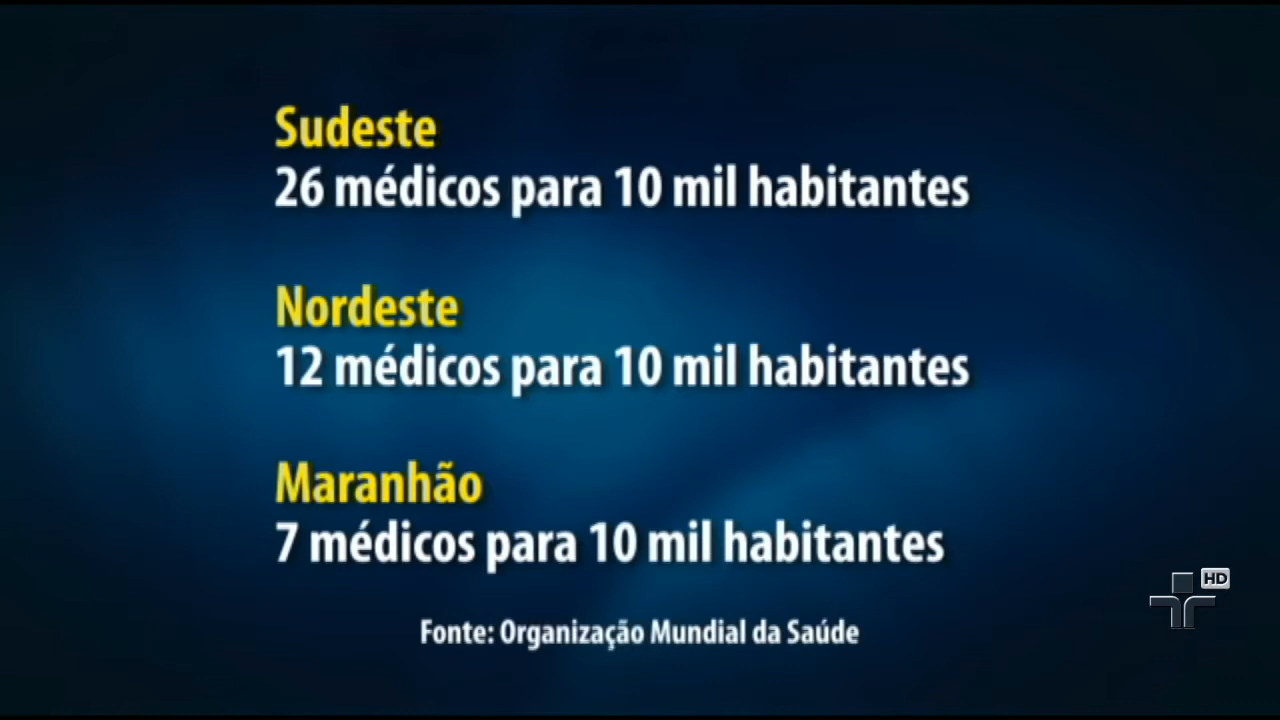 Sudeste
26 médicos para 10 mil habitantes
Nordeste
12 médicos para 10 mil habitantes
Maranhão
7 médicos para 10 mil habitantes
Fonte: Organização Mundial da Saúde
HD